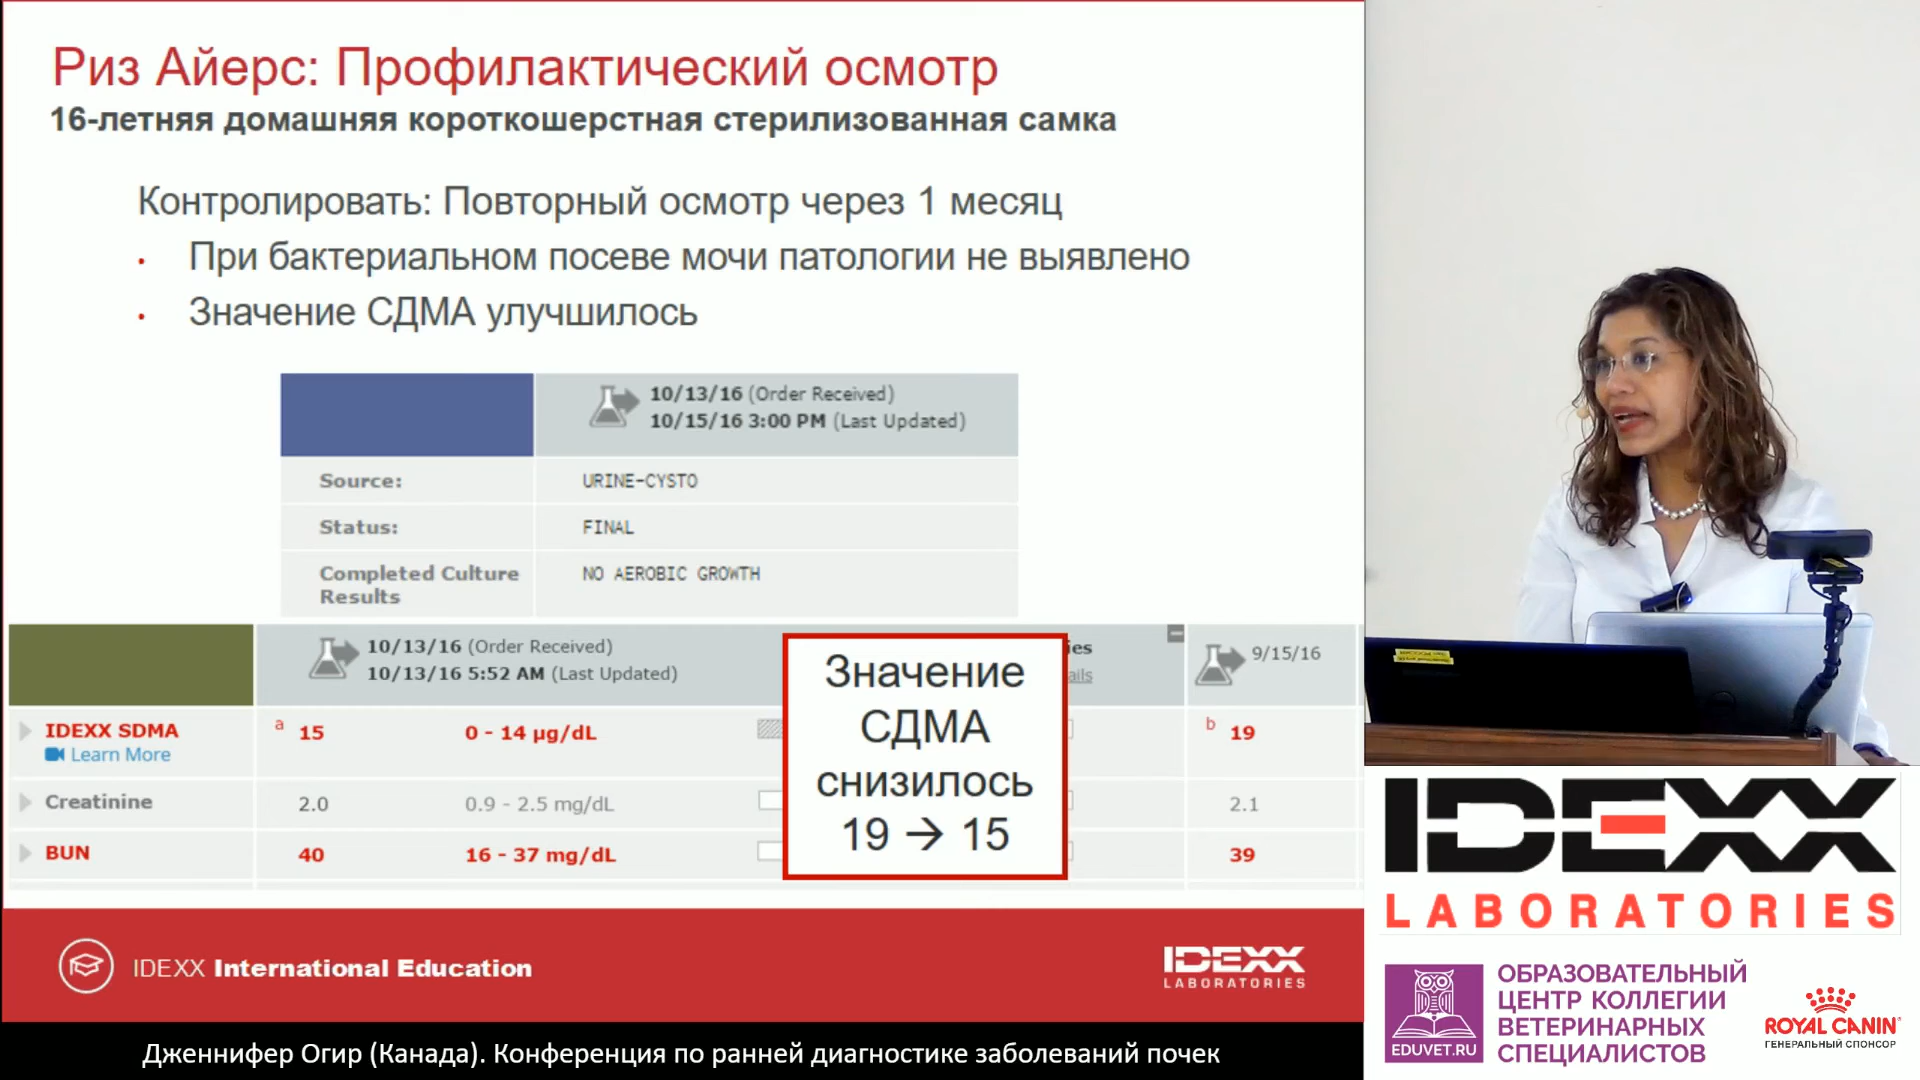 Риз Айерс: Профилактический осмотр
16-летняя домашняя короткошерстная стерилизованная самка
Контролировать: Повторный осмотр через 1 месяц
• При бактериальном посеве мочи патологии не выявлено
• Значение СДМА улучшилось
10/13/16 (Order Received)
10/15/16 3:00 PM (Last Updated)
Source: URINE-CYSTO
Status: FINAL
Completed Culture Results NO AEROBIC GROWTH
10/13/16 (Order Received)
10/13/16 5:52 AM (Last Updated)
9/15/16
IDEXX SDMA a 15 0 - 14 µg/dL b 19
Learn More
Creatinine 2.0 0.9 - 2.5 mg/dL 2.1
BUN 40 16 - 37 mg/dL 39
Значение
СДМА
снизилось
19 → 15
IDEXX International Education
IDEXX
LABORATORIES
IDEXX
LABORATORIES
EDUVET.RU
ОБРАЗОВАТЕЛЬНЫЙ
ЦЕНТР КОЛЛЕГИИ
ВЕТЕРИНАРНЫХ
СПЕЦИАЛИСТОВ
ROYAL CANIN
ГЕНЕРАЛЬНЫЙ СПОНСОР
Дженнифер Огир (Канада). Конференция по ранней диагностике заболеваний почек